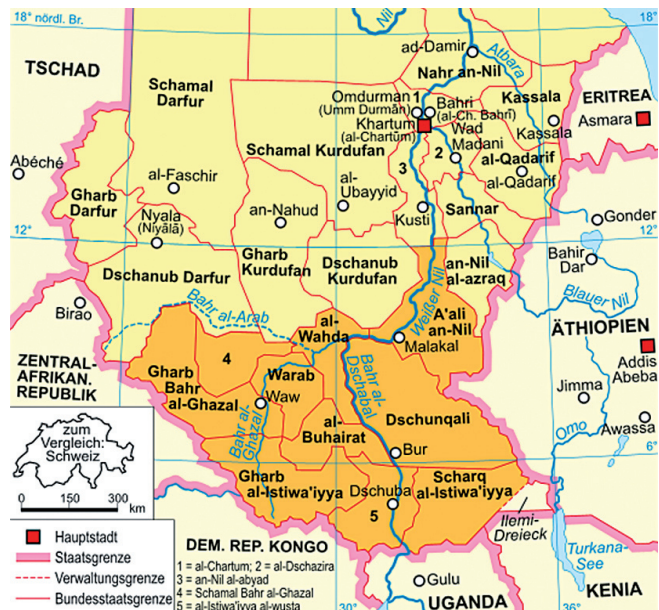 18° nördl. Br.
18°
Nil
ad-Damir
Atbara
Nahr an-Nil
TSCHAD
Schamal
Darfur
Omdurman
(Umm Durmān)
1
Bahri
(al-Ch. Bahrī)
Kassala
ERITREA
Khartum
(al-Chartūm)
Wad
Madani
Kassala
Asmara
Schamal Kurdufan
2
al-Qadarif
Abéché
al-Faschir
3
al-Ubayyid
al-Qadarif
Gharb
Darfur
Nyala
(Niyālā)
an-Nahud
Kusti
Sannar
Gonder
12°
12°
Dschanub Darfur
Gharb
Kurdufan
Dschanub
Kurdufan
an-Nil
al-azraq
Bahir
Dar
Birao
Bahr al-Arab
Weißer Nil
Blauer Nil
al-
Wahda
A'ali
an-Nil
ÄTHIOPIEN
ZENTRAL-
AFRIKAN.
REPUBLIK
4
Malakal
Addis
Abeba
Gharb
Bahr
al-Ghazal
Warab
Bahr al-
Dschabal
Jimma
Waw
Dschunqali
zum
Vergleich:
Schweiz
Bahr al-
Ghazal
al-
Buhairat
Omo
Awassa
Bur
6°
6°
0 150 300
km
Gharb
al-Istiwa'iyya
Dschuba
Scharq
al-Istiwa'iyya
5
Ilemi-
Dreieck
Hauptstadt
Staatsgrenze
Verwaltungsgrenze
Bundesstaatsgrenze
DEM. REP. KONGO
1 = al-Chartum; 2 = al-Dschazira
3 = an-Nil al-abyad
4 = Schamal Bahr al-Ghazal
5 = al-Istiwa'iyya al-wusta
Turkana-
See
Gulu
30°
UGANDA
36°
KENIA